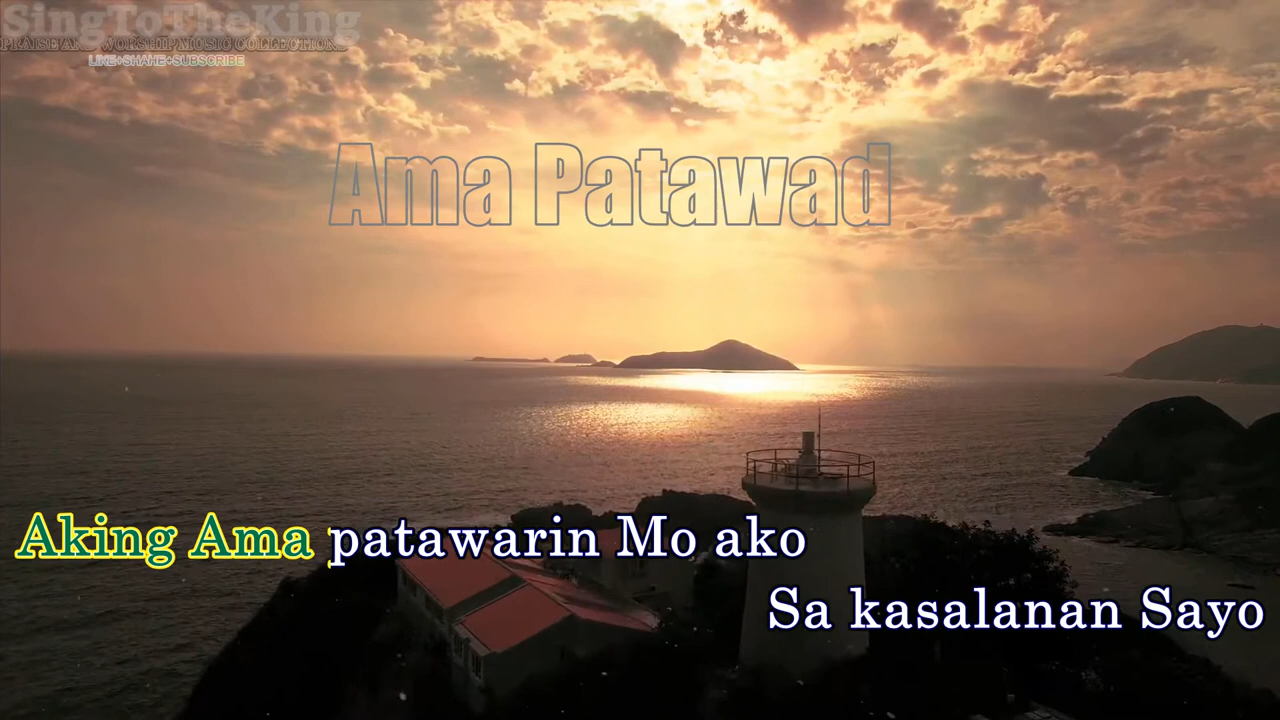 SingToTheKing
PRAISE AND WORSHIP MUSIC COLLECTIONS
LIKE+SHARE+SUBSCRIBE
Ama Patawad
Aking Ama patawarin Mo ako
Sa kasalanan Sayo